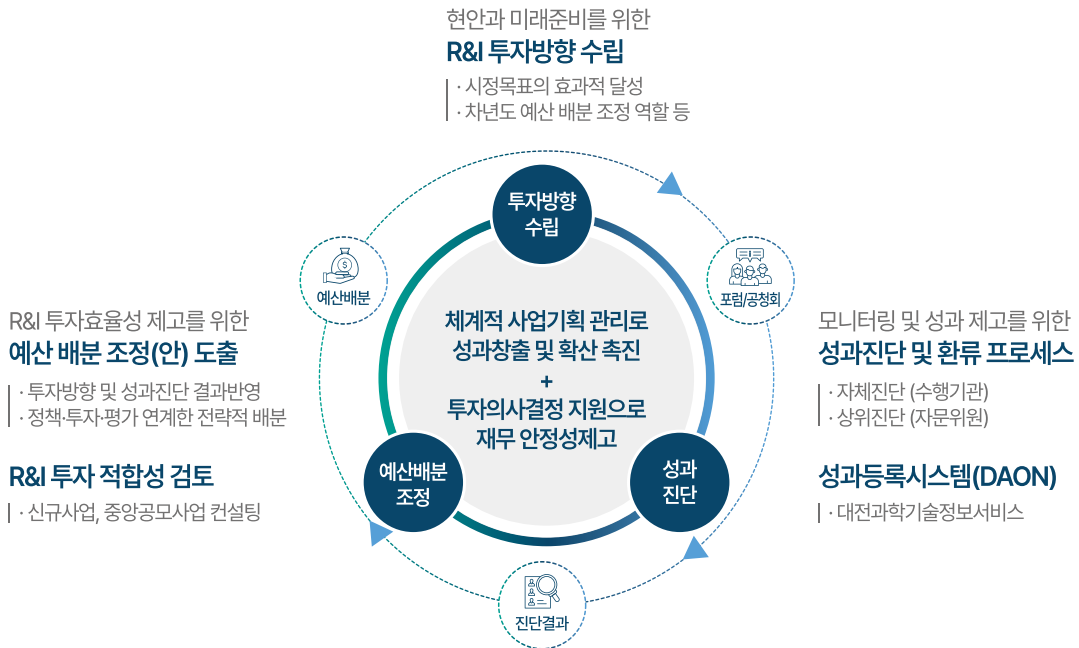 현안과 미래준비를 위한
R&I 투자방향 수립
· 시정목표의 효과적 달성
· 차년도 예산 배분 조정 역할 등
투자방향
수립
예산배분
포럼/공청회
체계적 사업기획 관리로
성과창출 및 확산 촉진
+
투자의사결정 지원으로
재무 안정성제고
R&I 투자효율성 제고를 위한
예산 배분 조정(안) 도출
· 투자방향 및 성과진단 결과반영
· 정책·투자·평가 연계한 전략적 배분
R&I 투자 적합성 검토
· 신규사업, 중앙공모사업 컨설팅
모니터링 및 성과 제고를 위한
성과진단 및 환류 프로세스
· 자체진단 (수행기관)
· 상위진단 (자문위원)
성과등록시스템(DAON)
· 대전과학기술정보서비스
예산배분
조정
성과
진단
진단결과